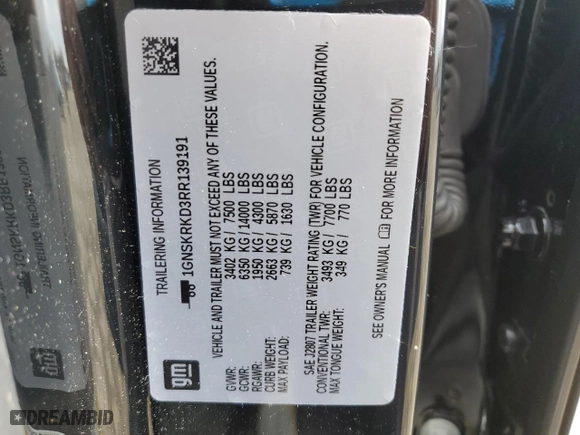 TRAILERING INFORMATION
1GNSKRKD3RR139191
VEHICLE AND TRAILER MUST NOT EXCEED ANY OF THESE VALUES.
GVWR: 3402 KG / 7500 LBS
GCWR: 6350 KG / 14000 LBS
RGAWR: 1950 KG / 4300 LBS
CURB WEIGHT: 2663 KG / 5870 LBS
MAX PAYLOAD: 739 KG / 1630 LBS
SAE J2807 TRAILER WEIGHT RATING (TWR) FOR VEHICLE CONFIGURATION.
CONVENTIONAL TWR: 3493 KG / 7700 LBS
MAX TONGUE WEIGHT: 349 KG / 770 LBS
SEE OWNER'S MANUAL FOR MORE INFORMATION
gm
DREAMBID